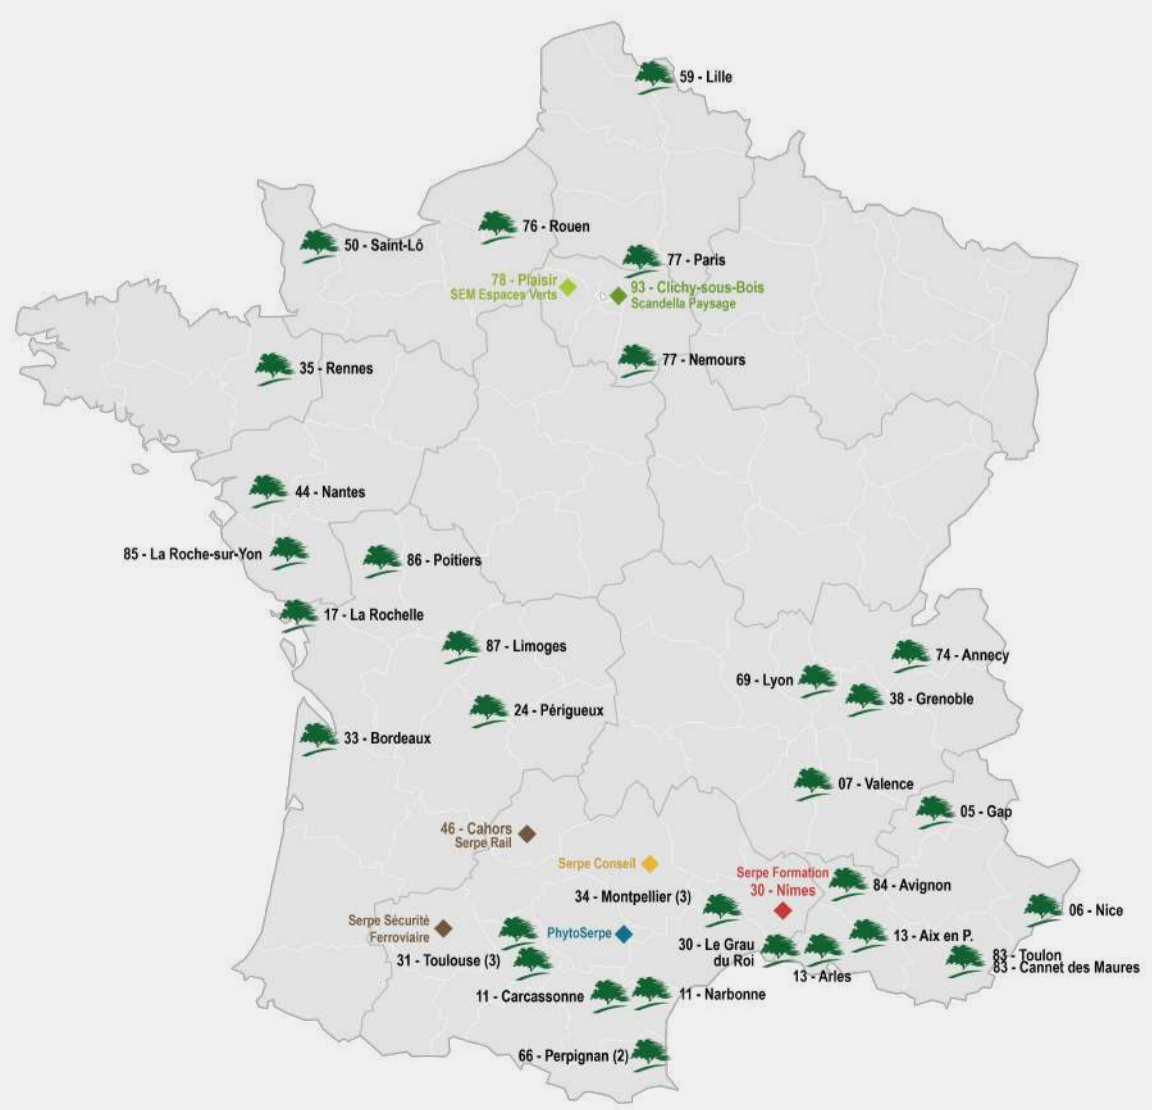 59 - Lille
76 - Rouen
50 - Saint-Lô
77 - Paris
78 - Plaisir
SEM Espaces Verts
93 - Clichy-sous-Bois
Scandella Paysage
77 - Nemours
35 - Rennes
44 - Nantes
85 - La Roche-sur-Yon
86 - Poitiers
17 - La Rochelle
87 - Limoges
74 - Annecy
69 - Lyon
38 - Grenoble
24 - Périgueux
33 - Bordeaux
07 - Valence
05 - Gap
46 - Cahors
Serpe Rail
Serpe Conseil
Serpe Formation
30 - Nîmes
84 - Avignon
34 - Montpellier (3)
06 - Nice
Serpe Sécurité
Ferroviaire
PhytoSerpe
13 - Aix en P.
30 - Le Grau
du Roi
31 - Toulouse (3)
83 - Toulon
83 - Cannet des Maures
13 - Arles
11 - Carcassonne
11 - Narbonne
66 - Perpignan (2)